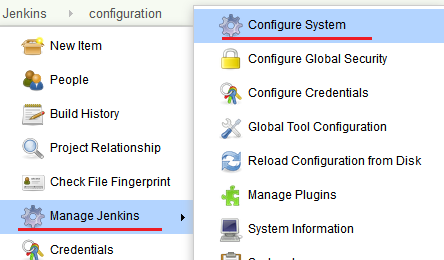 Jenkins configuration
New Item
People
Build History
Project Relationship
Check File Fingerprint
Manage Jenkins
Credentials
Configure System
Configure Global Security
Configure Credentials
Global Tool Configuration
Reload Configuration from Disk
Manage Plugins
System Information